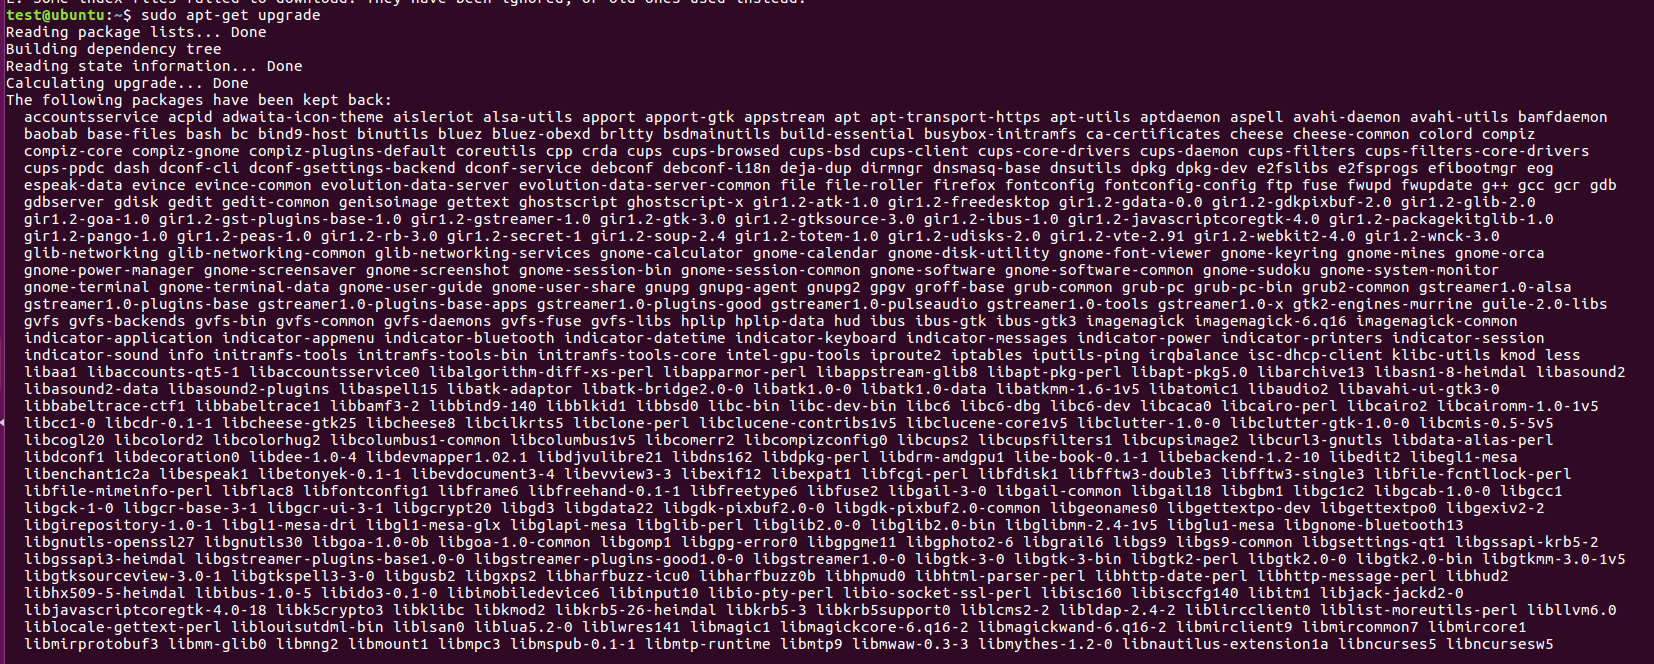 E: Some index files failed to download. They have been ignored, or old ones used instead.
test@ubuntu:~$ sudo apt-get upgrade
Reading package lists... Done
Building dependency tree
Reading state information... Done
Calculating upgrade... Done
The following packages have been kept back:
accountsservice acpid adwaita-icon-theme aisleriot alsa-utils apport apport-gtk appstream apt apt-transport-https apt-utils aptdaemon aspell avahi-daemon avahi-utils bamfdaemon
baobab base-files bash bc bind9-host binutils bluez bluez-obexd brltty bsdmainutils build-essential busybox-initramfs ca-certificates cheese cheese-common colord compiz
compiz-core compiz-gnome compiz-plugins-default coreutils cpp crda cups cups-browsed cups-bsd cups-client cups-core-drivers cups-daemon cups-filters cups-filters-core-drivers
cups-ppdc dash dconf-cli dconf-gsettings-backend dconf-service debconf debconf-i18n deja-dup dirmngr dnsmasq-base dnsutils dpkg dpkg-dev e2fslibs e2fsprogs efibootmgr eog
espeak-data evince evince-common evolution-data-server evolution-data-server-common file file-roller firefox fontconfig fontconfig-config ftp fuse fwupd fwupdate g++ gcc gcr gdb
gdbserver gdisk gedit gedit-common genisoimage gettext ghostscript ghostscript-x gir1.2-atk-1.0 gir1.2-freedesktop gir1.2-gdata-0.0 gir1.2-gdkpixbuf-2.0 gir1.2-glib-2.0
gir1.2-goa-1.0 gir1.2-gst-plugins-base-1.0 gir1.2-gstreamer-1.0 gir1.2-gtk-3.0 gir1.2-gtksource-3.0 gir1.2-ibus-1.0 gir1.2-javascriptcoregtk-4.0 gir1.2-packagekitglib-1.0
gir1.2-pango-1.0 gir1.2-peas-1.0 gir1.2-rb-3.0 gir1.2-secret-1 gir1.2-soup-2.4 gir1.2-totem-1.0 gir1.2-udisks-2.0 gir1.2-vte-2.91 gir1.2-webkit2-4.0 gir1.2-wnck-3.0
glib-networking glib-networking-common glib-networking-services gnome-calculator gnome-calendar gnome-disk-utility gnome-font-viewer gnome-keyring gnome-mines gnome-orca
gnome-power-manager gnome-screensaver gnome-screenshot gnome-session-bin gnome-session-common gnome-software gnome-software-common gnome-sudoku gnome-system-monitor
gnome-terminal gnome-terminal-data gnome-user-guide gnome-user-share gnupg gnupg-agent gnupg2 gpgv groff-base grub-common grub-pc grub-pc-bin grub2-common gstreamer1.0-alsa
gstreamer1.0-plugins-base gstreamer1.0-plugins-base-apps gstreamer1.0-plugins-good gstreamer1.0-pulseaudio gstreamer1.0-tools gstreamer1.0-x gtk2-engines-murrine guile-2.0-libs
gvfs gvfs-backends gvfs-bin gvfs-common gvfs-daemons gvfs-fuse gvfs-libs hplip hplip-data hud ibus ibus-gtk ibus-gtk3 imagemagick imagemagick-6.q16 imagemagick-common
indicator-application indicator-appmenu indicator-bluetooth indicator-datetime indicator-keyboard indicator-messages indicator-power indicator-printers indicator-session
indicator-sound info initramfs-tools initramfs-tools-bin initramfs-tools-core intel-gpu-tools iproute2 iptables iputils-ping irqbalance isc-dhcp-client klibc-utils kmod less
libaa1 libaccounts-qt5-1 libaccountsservice0 libalgorithm-diff-xs-perl libapparmor-perl libappstream-glib8 libapt-pkg-perl libapt-pkg5.0 libarchive13 libasn1-8-heimdal libasound2
libasound2-data libasound2-plugins libaspell15 libatk-adaptor libatk-bridge2.0-0 libatk1.0-0 libatk1.0-data libatkmm-1.6-1v5 libatomic1 libaudio2 libavahi-ui-gtk3-0
libbabeltrace-ctf1 libbabeltrace1 libbamf3-2 libbind9-140 libblkid1 libbsd0 libc-bin libc-dev-bin libc6 libc6-dbg libc6-dev libcaca0 libcairo-perl libcairo2 libcairomm-1.0-1v5
libcc1-0 libcdr-0.1-1 libcheese-gtk25 libcheese8 libcilkrts5 libclone-perl libclucene-contribs1v5 libclucene-core1v5 libclutter-1.0-0 libclutter-gtk-1.0-0 libcmis-0.5-5v5
libcogl20 libcolord2 libcolorhug2 libcolumbus1-common libcolumbus1v5 libcomerr2 libcompizconfig0 libcups2 libcupsfilters1 libcupsimage2 libcurl3-gnutls libdata-alias-perl
libdconf1 libdecoration0 libdee-1.0-4 libdevmapper1.02.1 libdjvulibre21 libdns162 libdpkg-perl libdrm-amdgpu1 libe-book-0.1-1 libebackend-1.2-10 libedit2 libegl1-mesa
libenchant1c2a libespeak1 libetonyek-0.1-1 libevdocument3-4 libevview3-3 libexif12 libexpat1 libfcgi-perl libfdisk1 libfftw3-double3 libfftw3-single3 libfile-fcntllock-perl
libfile-mimeinfo-perl libflac8 libfontconfig1 libframe6 libfreehand-0.1-1 libfreetype6 libfuse2 libgail-3-0 libgail-common libgail18 libgbm1 libgc1c2 libgcab-1.0-0 libgcc1
libgck-1-0 libgcr-base-3-1 libgcr-ui-3-1 libgcrypt20 libgd3 libgdata22 libgdk-pixbuf2.0-0 libgdk-pixbuf2.0-common libgeonames0 libgettextpo-dev libgettextpo0 libgexiv2-2
libgirepository-1.0-1 libgl1-mesa-dri libgl1-mesa-glx libglapi-mesa libglib-perl libglib2.0-0 libglib2.0-bin libglibmm-2.4-1v5 libglu1-mesa libgnome-bluetooth13
libgnutls-openssl27 libgnutls30 libgoa-1.0-0b libgoa-1.0-common libgomp1 libgpg-error0 libgpgme11 libgphoto2-6 libgrail6 libgs9 libgs9-common libgsettings-qt1 libgssapi-krb5-2
libgssapi3-heimdal libgstreamer-plugins-base1.0-0 libgstreamer-plugins-good1.0-0 libgstreamer1.0-0 libgtk-3-0 libgtk-3-bin libgtk2-perl libgtk2.0-0 libgtk2.0-bin libgtkmm-3.0-1v5
libgtksourceview-3.0-1 libgtkspell3-3-0 libgusb2 libgxps2 libharfbuzz-icu0 libharfbuzz0b libhpmud0 libhtml-parser-perl libhttp-date-perl libhttp-message-perl libhud2
libhx509-5-heimdal libibus-1.0-5 libido3-0.1-0 libimobiledevice6 libinput10 libio-pty-perl libio-socket-ssl-perl libisc160 libisccfg140 libitm1 libjack-jackd2-0
libjavascriptcoregtk-4.0-18 libk5crypto3 libklibc libkmod2 libkrb5-26-heimdal libkrb5-3 libkrb5support0 liblcms2-2 libldap-2.4-2 liblircclient0 liblist-moreutils-perl libllvm6.0
liblocale-gettext-perl liblouisutdml-bin liblsan0 liblua5.2-0 liblwres141 libmagic1 libmagickcore-6.q16-2 libmagickwand-6.q16-2 libmirclient9 libmircommon7 libmircore1
libmirprotobuf3 libmm-glib0 libmng2 libmount1 libmpc3 libmspub-0.1-1 libmtp-runtime libmtp9 libmwaw-0.3-3 libmythes-1.2-0 libnautilus-extension1a libncurses5 libncursesw5